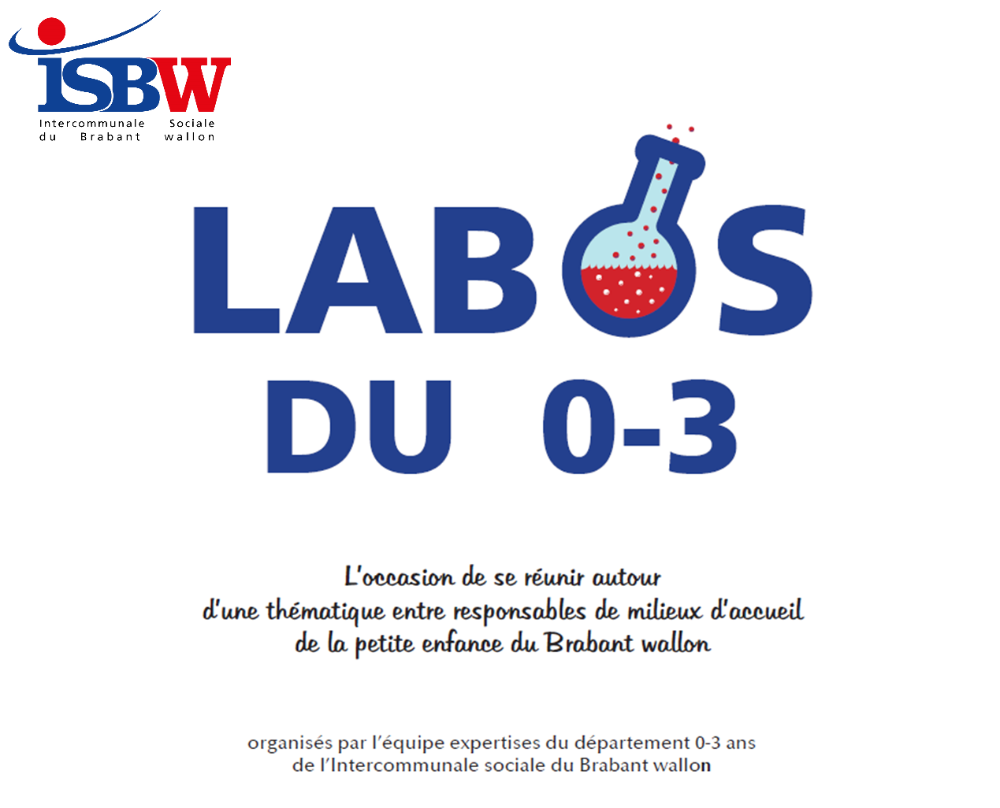 iSBW
Intercommunale Sociale
du Brabant wallon
LABOS
DU 0-3
L'occasion de se réunir autour
d'une thématique entre responsables de milieux d'accueil
de la petite enfance du Brabant wallon
organisés par l'équipe expertises du département 0-3 ans
de l'Intercommunale sociale du Brabant wallon